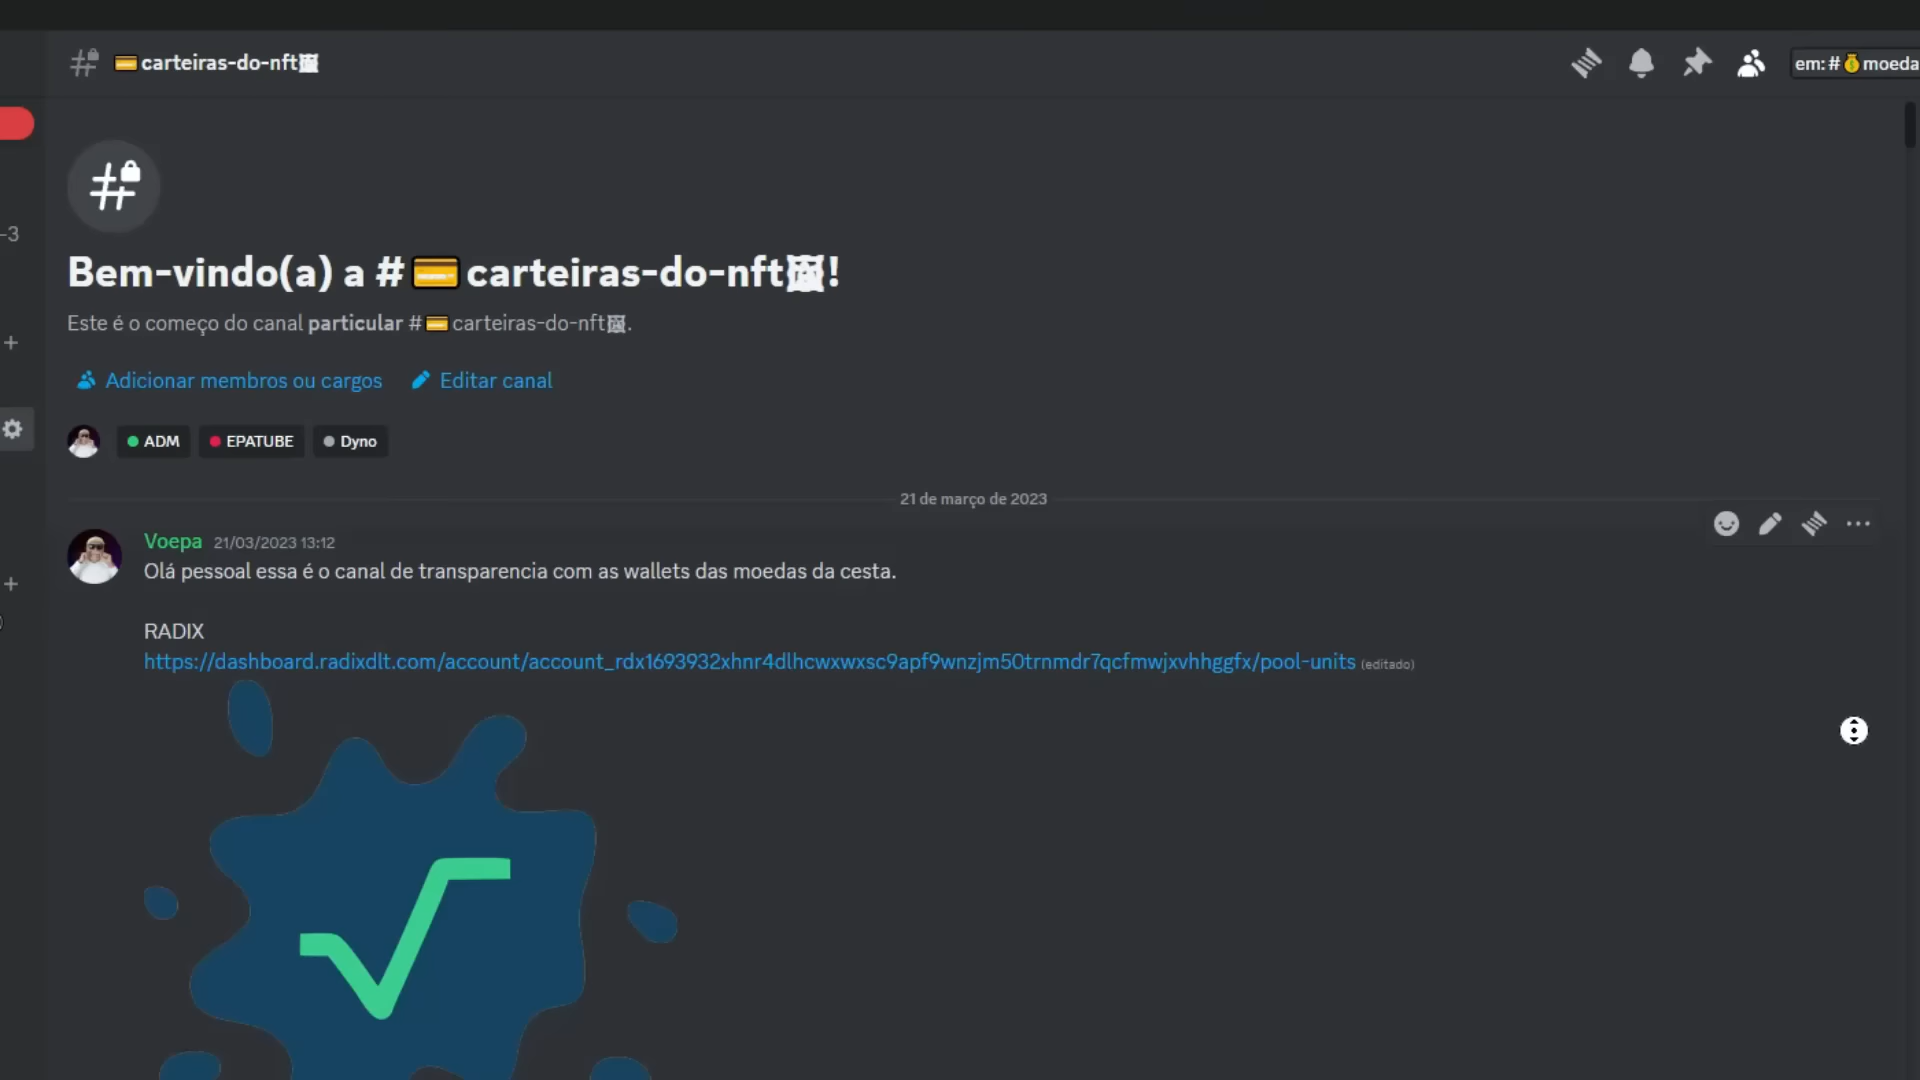 💳carteiras-do-nft🖼
em: #💰moeda
-3
Bem-vindo(a) a #💳carteiras-do-nft🖼!
Este é o começo do canal particular #💳carteiras-do-nft🖼.
Adicionar membros ou cargos Editar canal
ADM EPATUBE Dyno
21 de março de 2023
Voepa 21/03/2023 13:12
Olá pessoal essa é o canal de transparencia com as wallets das moedas da cesta.
RADIX
https://dashboard.radixdlt.com/account/account_rdx1693932xhnr4dlhcwxwxsc9apf9wnzjm50trnmdr7qcfmwjxvhhggfx/pool-units (editado)